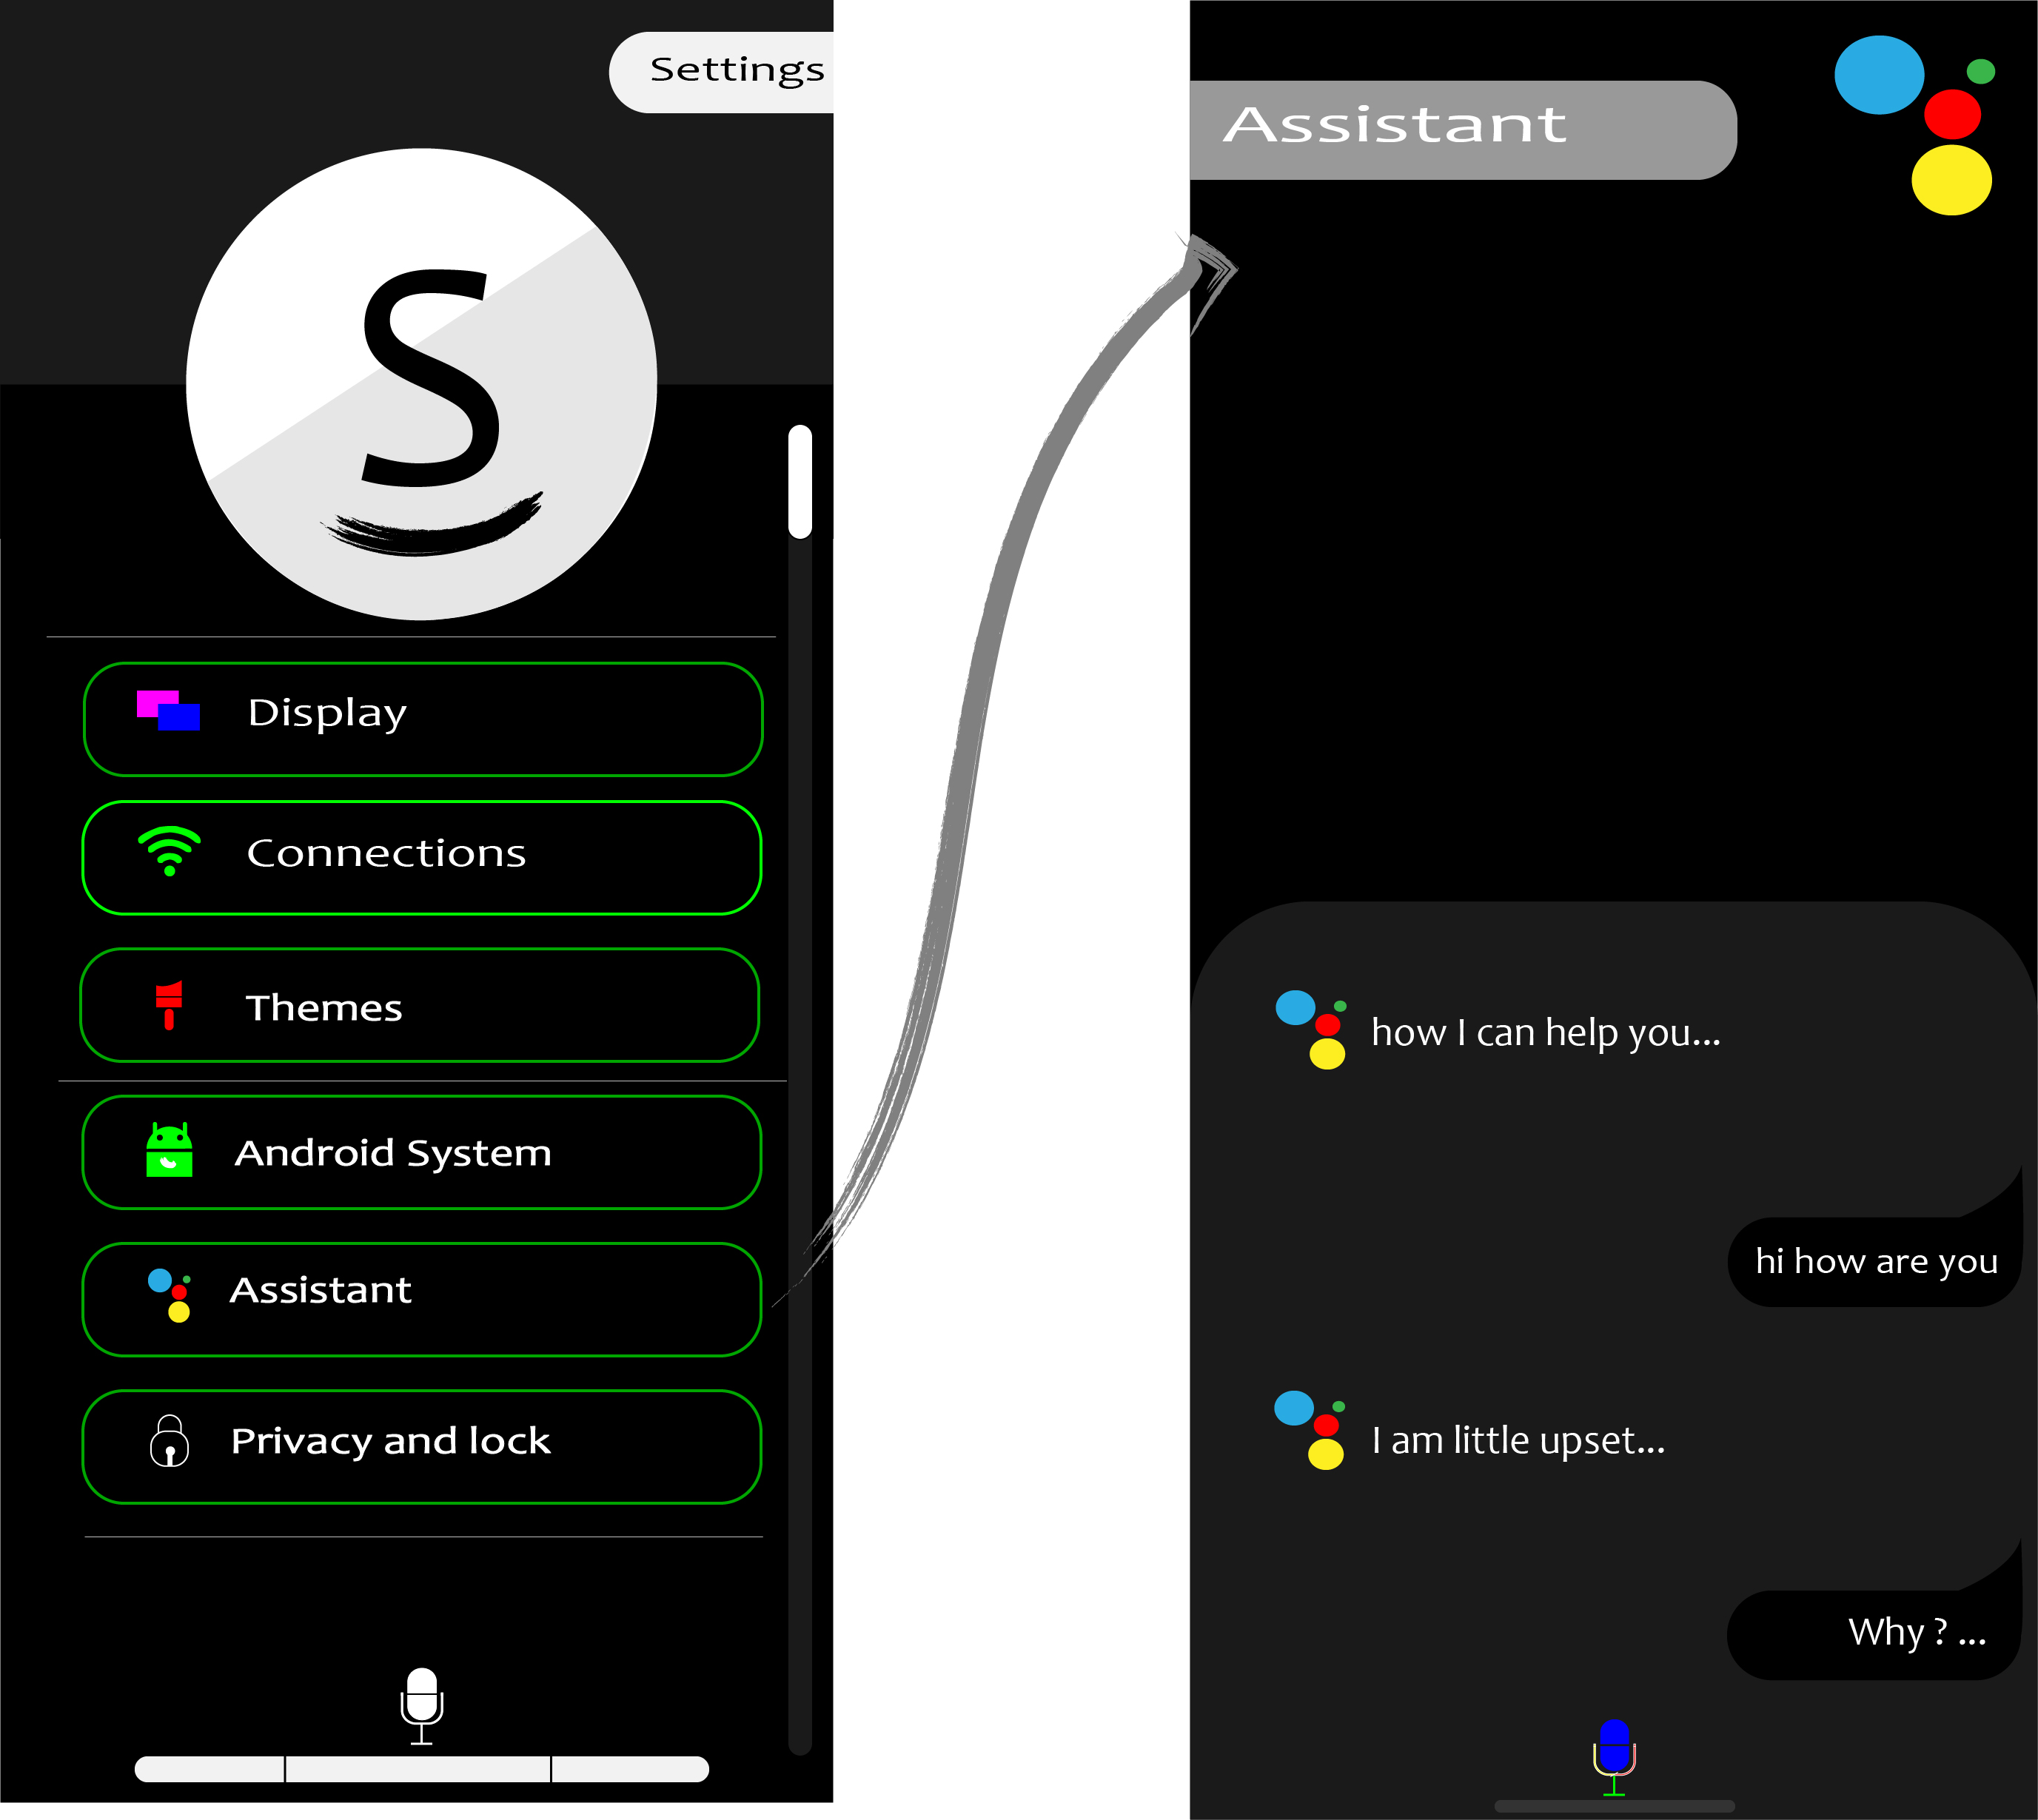 Settings
S
Display
Connections
Themes
Android System
Assistant
Privacy and lock
Assistant
how I can help you...
hi how are you
I am little upset...
Why ? ...